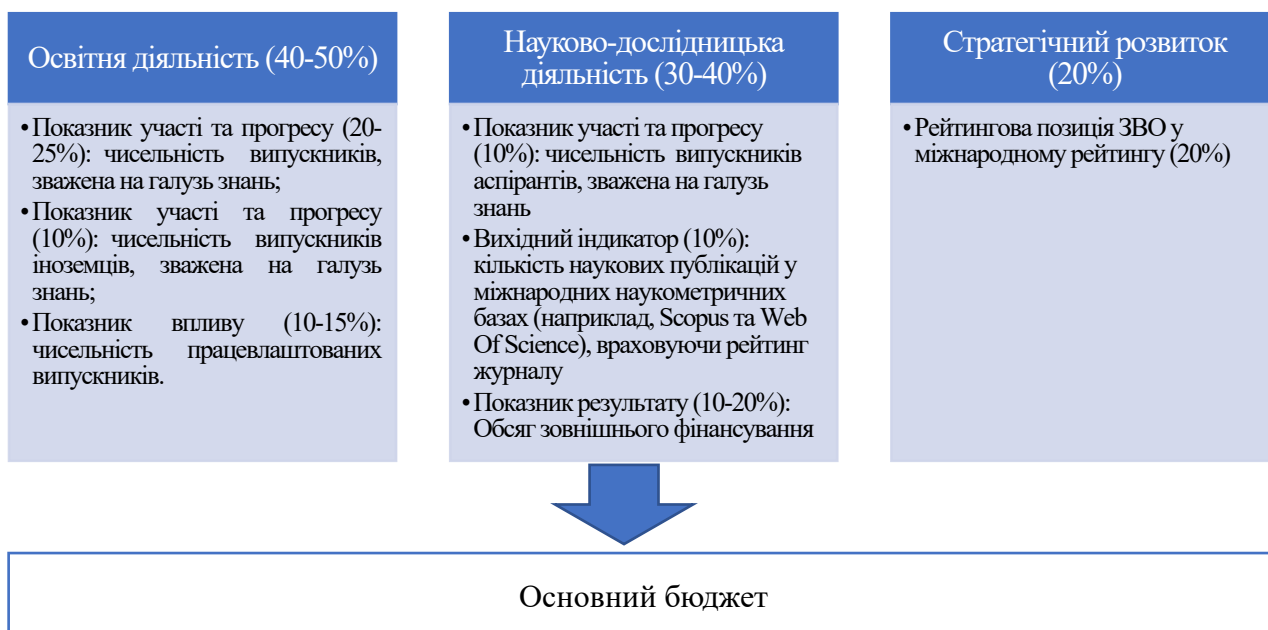 Освітня діяльність (40-50%)
•Показник участі та прогресу (20-
25%): чисельність випускників,
зважена на галузь знань;
•Показник участі та прогресу
(10%): чисельність випускників
іноземців, зважена на галузь
знань;
•Показник впливу (10-15%):
чисельність працевлаштованих
випускників.
Науково-дослідницька
діяльність (30-40%)
•Показник участі та прогресу
(10%): чисельність випускників
аспірантів, зважена на галузь
знань
•Вихідний індикатор (10%):
кількість наукових публікацій у
міжнародних наукометричних
базах (наприклад, Scopus та Web
Of Science), враховуючи рейтинг
журналу
•Показник результату (10-20%):
Обсяг зовнішнього фінансування
Стратегічний розвиток
(20%)
•Рейтингова позиція ЗВО у
міжнародному рейтингу (20%)
Основний бюджет